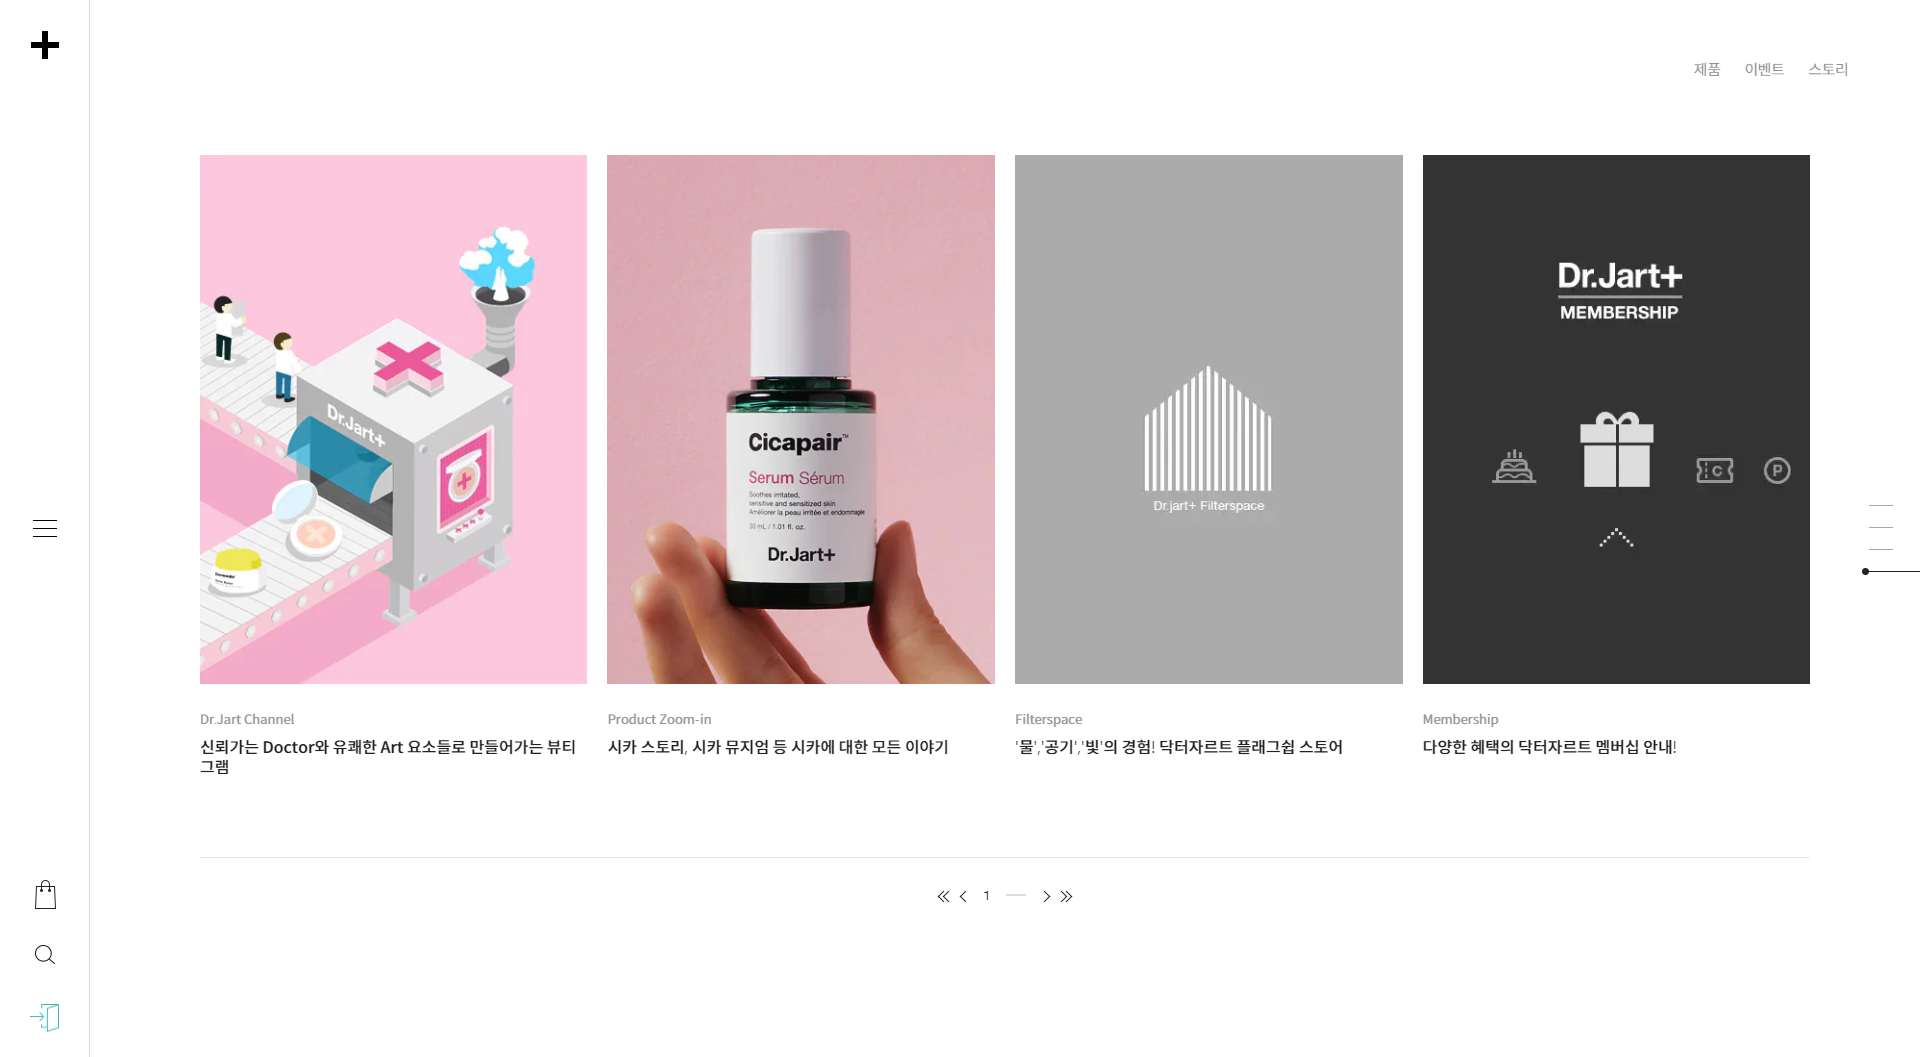 제품 이벤트 스토리
Dr.Jart+
Cicapair™
Serum Sérum
Soothes irritated,
sensitive and sensitized skin
Améliorer la peau irritée et endommagée
30 mL / 1.01 fl. oz.
Dr.Jart+
Dr.jart+ Filterspace
Dr.Jart+
MEMBERSHIP
C
P
Dr.Jart Channel
신뢰가는 Doctor와 유쾌한 Art 요소들로 만들어가는 뷰티
그램
Product Zoom-in
시카 스토리, 시카 뮤지엄 등 시카에 대한 모든 이야기
Filterspace
'물','공기','빛'의 경험! 닥터자르트 플래그쉽 스토어
Membership
다양한 혜택의 닥터자르트 멤버십 안내!
1